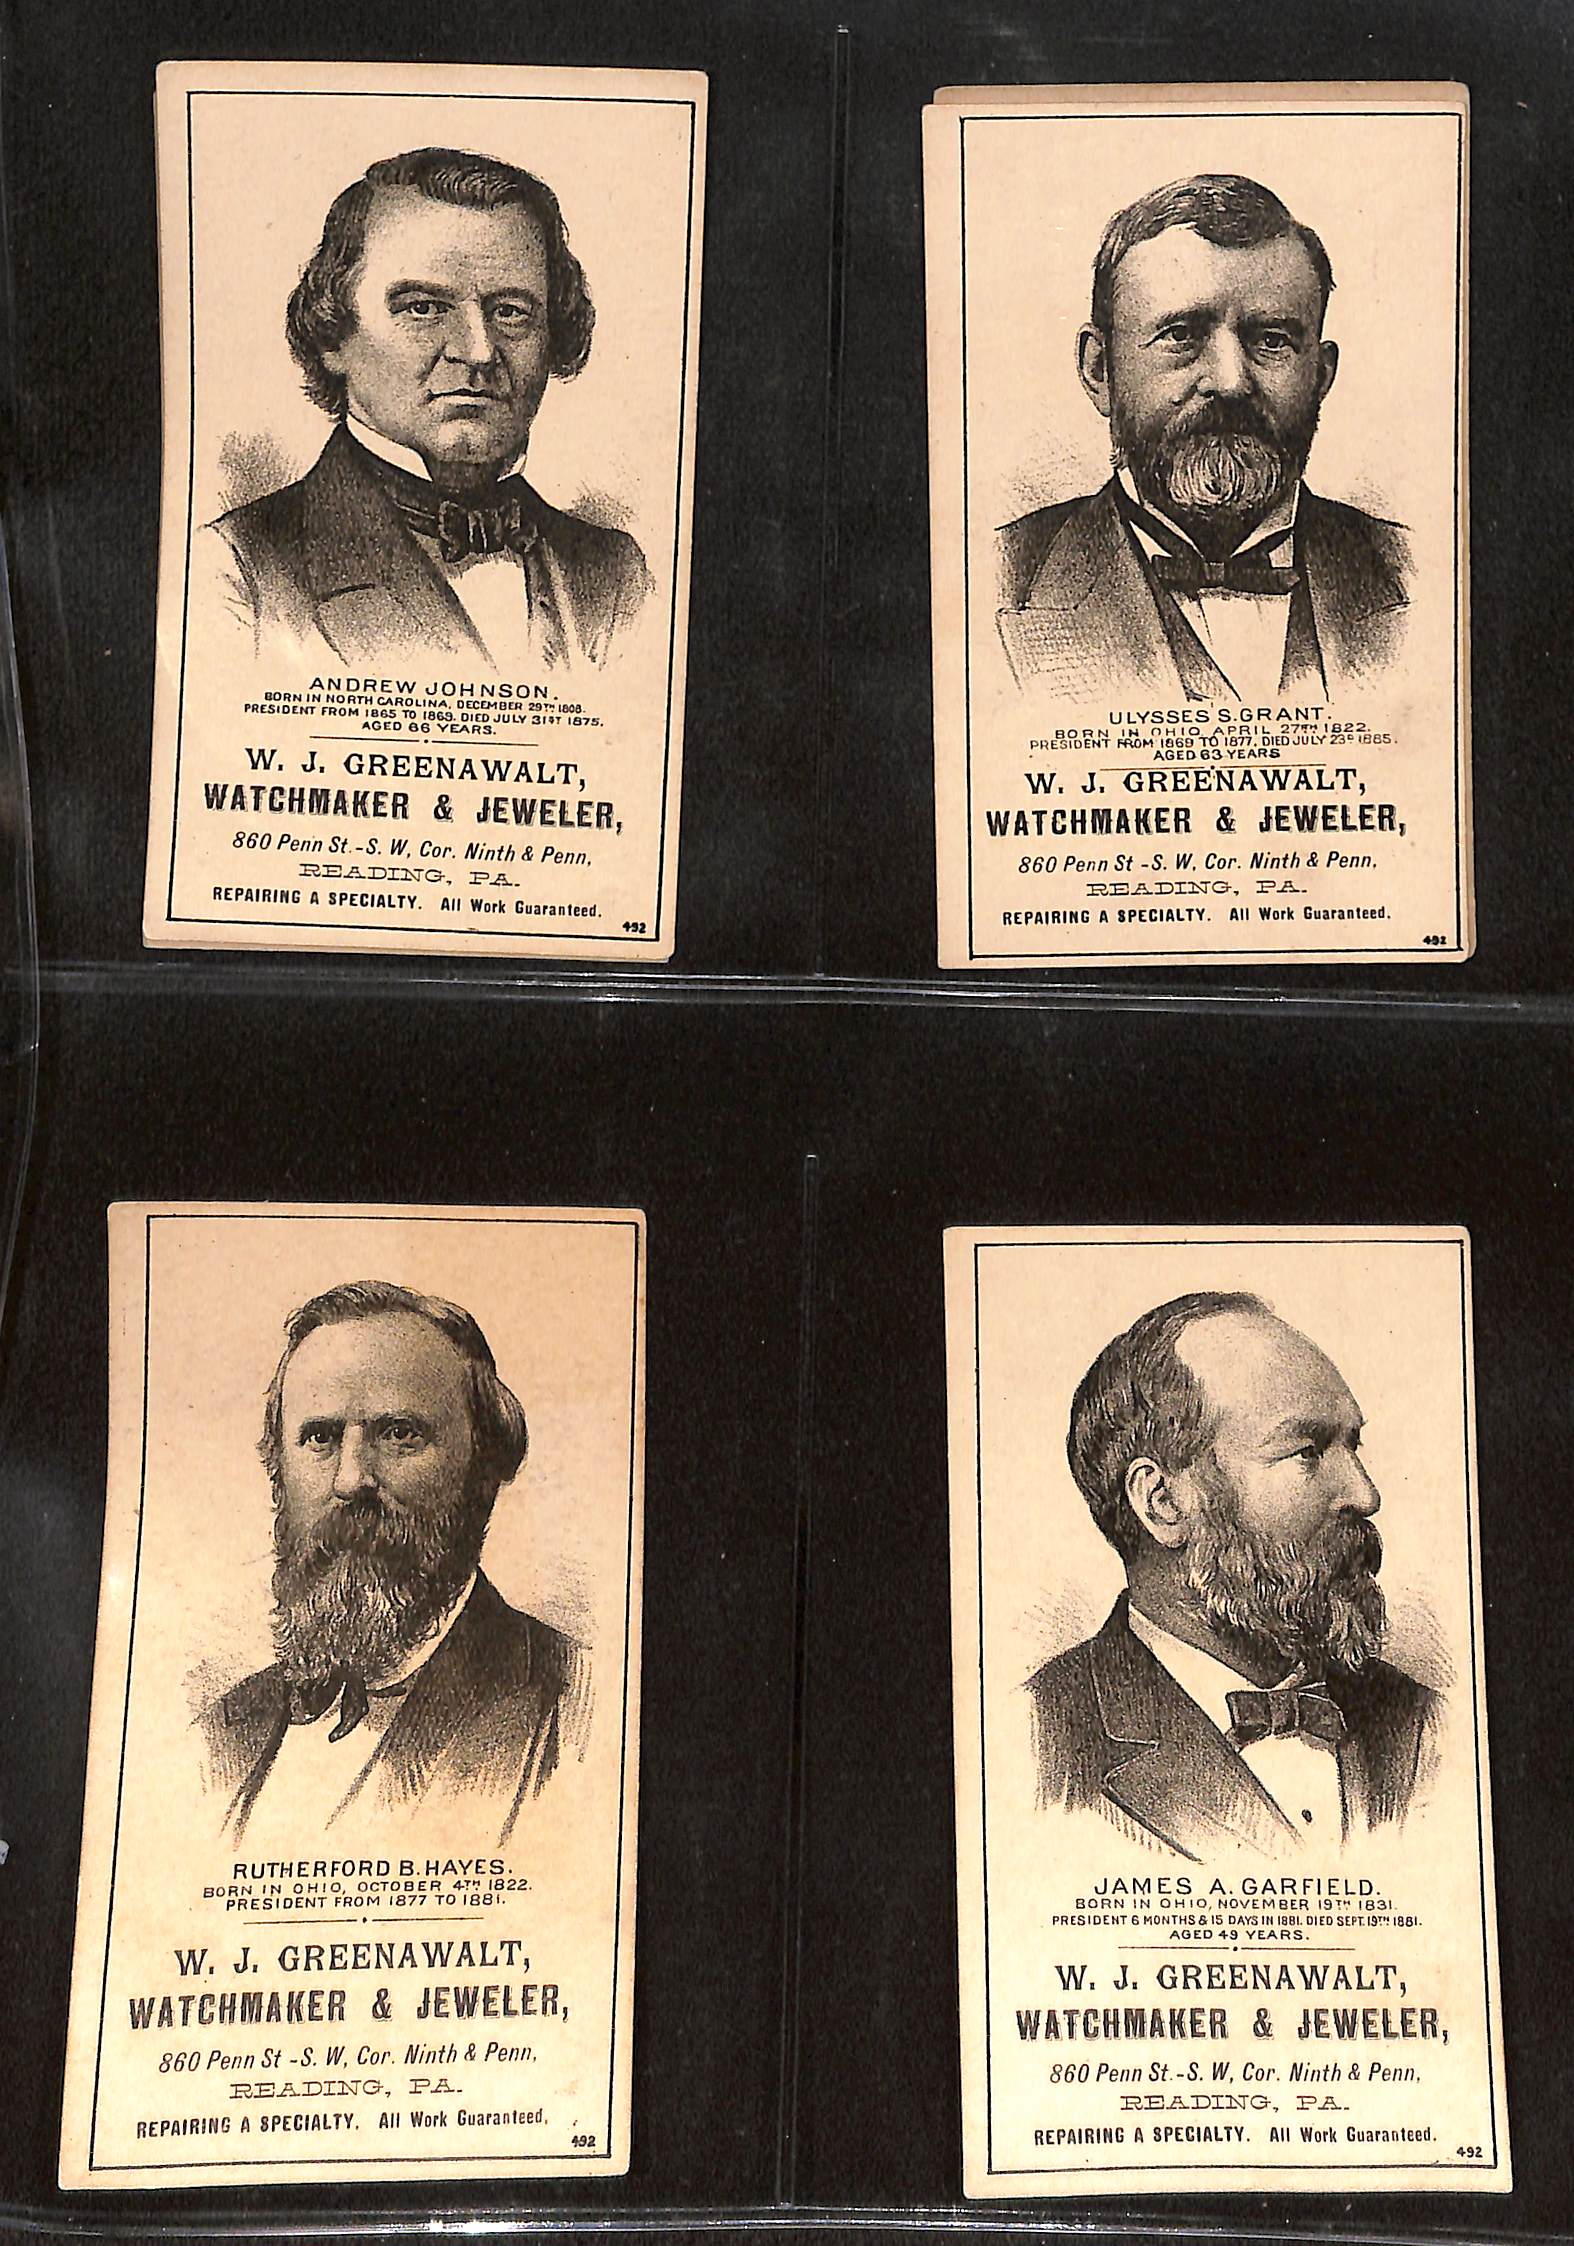 ANDREW JOHNSON.
BORN IN NORTH CAROLINA, DECEMBER 29TH 1808.
PRESIDENT FROM 1865 TO 1869. DIED JULY 31ST 1875.
AGED 66 YEARS.
W. J. GREENAWALT,
WATCHMAKER & JEWELER,
860 Penn St.-S. W, Cor. Ninth & Penn,
READING, PA.
REPAIRING A SPECIALTY. All Work Guaranteed.
492
ULYSSES S. GRANT.
BORN IN OHIO, APRIL 27TH 1822.
PRESIDENT FROM 1869 TO 1877, DIED JULY 23D 1885.
AGED 63 YEARS
W. J. GREENAWALT,
WATCHMAKER & JEWELER,
860 Penn St -S. W, Cor. Ninth & Penn,
READING, PA.
REPAIRING A SPECIALTY. All Work Guaranteed.
492
RUTHERFORD B. HAYES.
BORN IN OHIO, OCTOBER 4TH 1822.
PRESIDENT FROM 1877 TO 1881.
W. J. GREENAWALT,
WATCHMAKER & JEWELER,
860 Penn St -S. W, Cor. Ninth & Penn,
READING, PA.
REPAIRING A SPECIALTY. All Work Guaranteed,
492
JAMES A. GARFIELD.
BORN IN OHIO, NOVEMBER 19TH 1831.
PRESIDENT 6 MONTHS & 15 DAYS IN 1881. DIED SEPT. 19TH 1881.
AGED 49 YEARS.
W. J. GREENAWALT,
WATCHMAKER & JEWELER,
860 Penn St.-S. W, Cor. Ninth & Penn,
READING, PA.
REPAIRING A SPECIALTY. All Work Guaranteed.
492